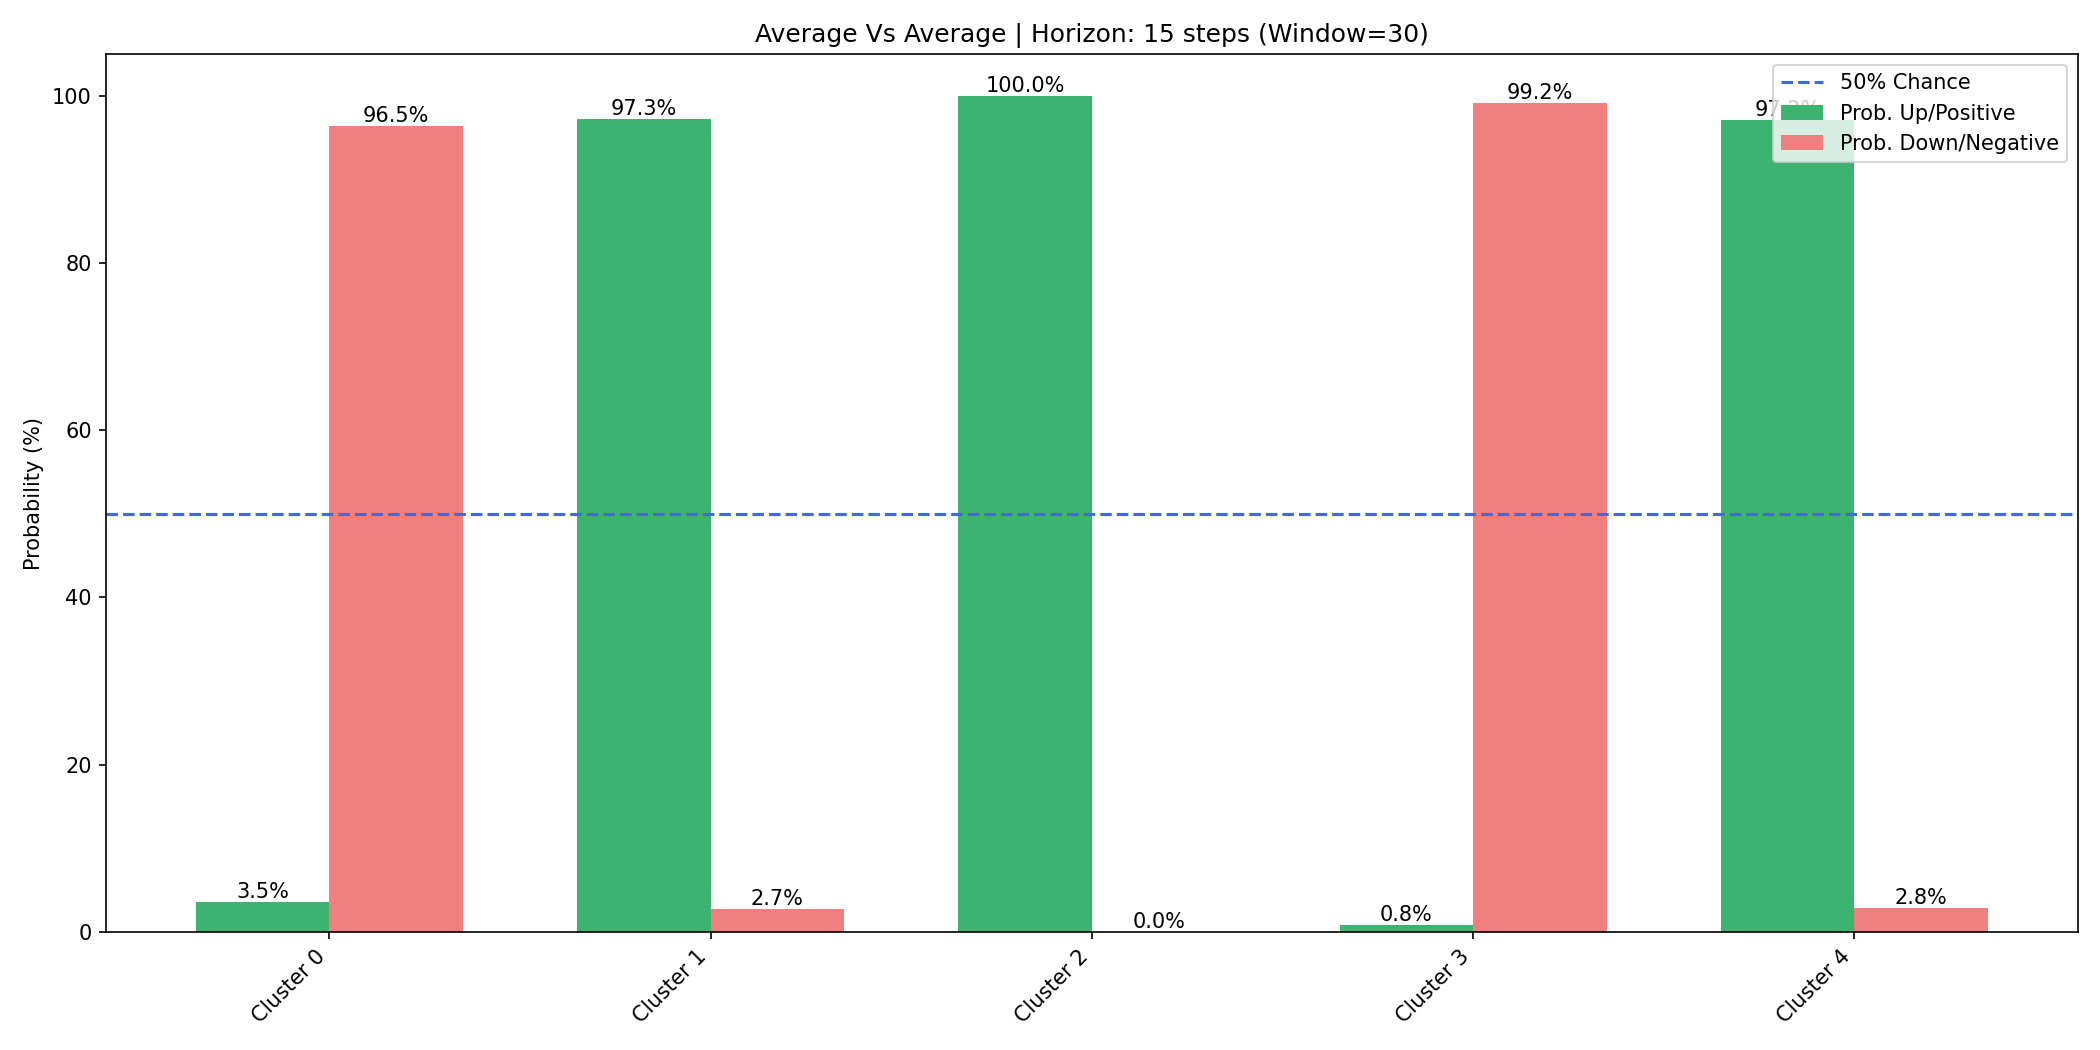 Average Vs Average | Horizon: 15 steps (Window=30)
Probability (%)
100
80
60
40
20
0
3.5%
96.5%
97.3%
2.7%
100.0%
0.0%
0.8%
99.2%
97.2%
2.8%
50% Chance
Prob. Up/Positive
Prob. Down/Negative
Cluster 0
Cluster 1
Cluster 2
Cluster 3
Cluster 4